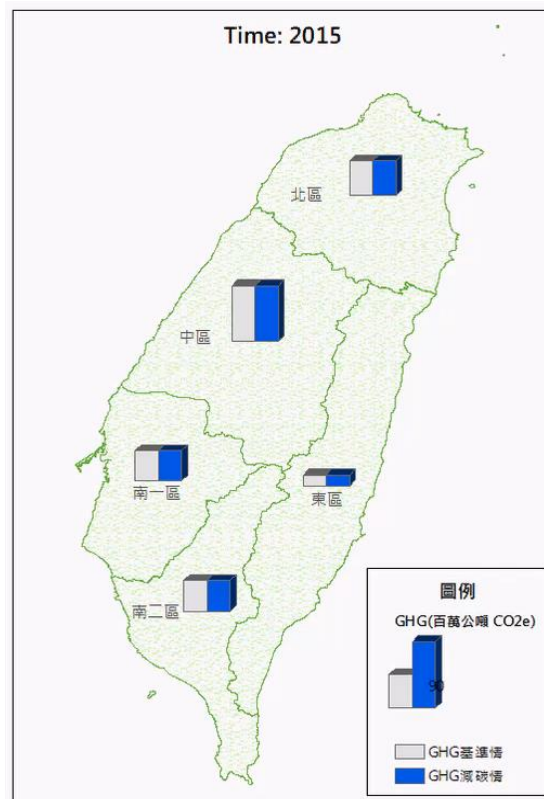 Time: 2015
北區
中區
南一區
東區
南二區
圖例
GHG(百萬公噸 CO2e)
90
GHG基準情
GHG減碳情